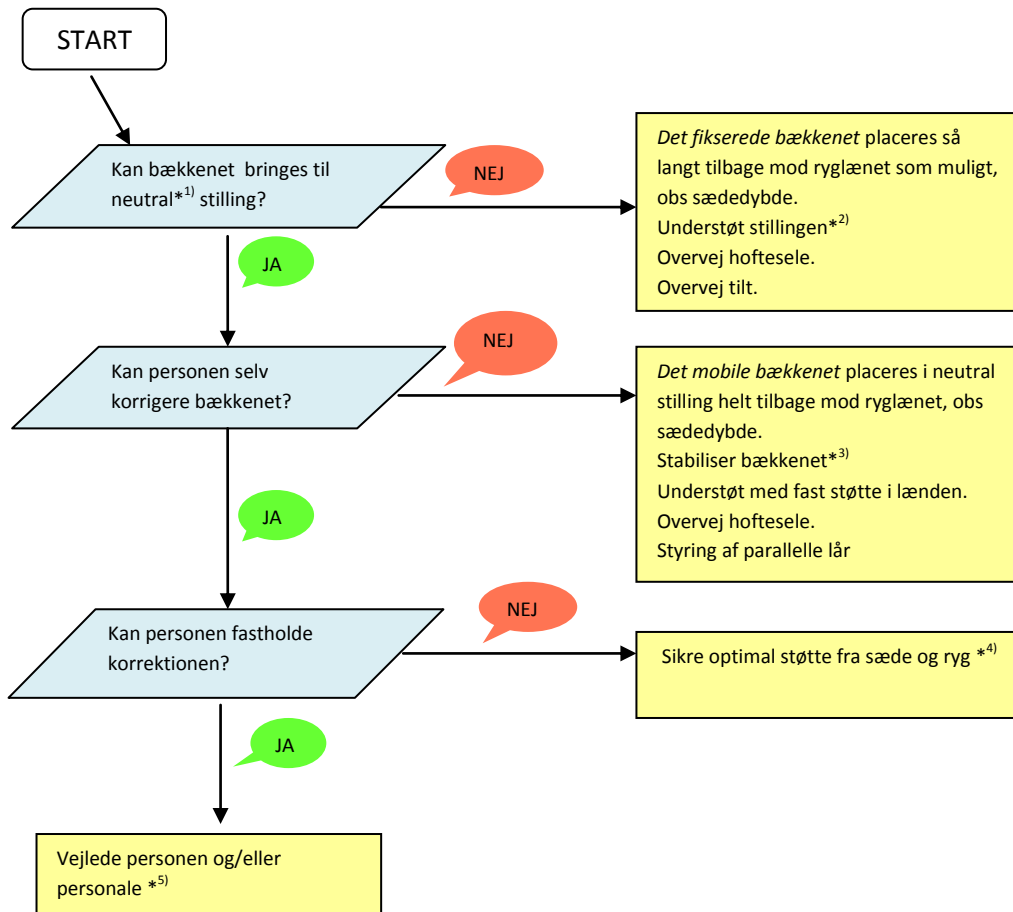 START
Kan bækkenet bringes til
neutral*1) stilling?
NEJ
Det fikserede bækkenet placeres så
langt tilbage mod ryglænet som muligt,
obs sædedybde.
Understøt stillingen*2)
Overvej hoftesele.
Overvej tilt.
JA
Kan personen selv
korrigere bækkenet?
NEJ
Det mobile bækkenet placeres i neutral
stilling helt tilbage mod ryglænet, obs
sædedybde.
Stabiliser bækkenet*3)
Understøt med fast støtte i lænden.
Overvej hoftesele.
Styring af parallelle lår
JA
Kan personen fastholde
korrektionen?
NEJ
Sikre optimal støtte fra sæde og ryg *4)
JA
Vejlede personen og/eller
personale *5)